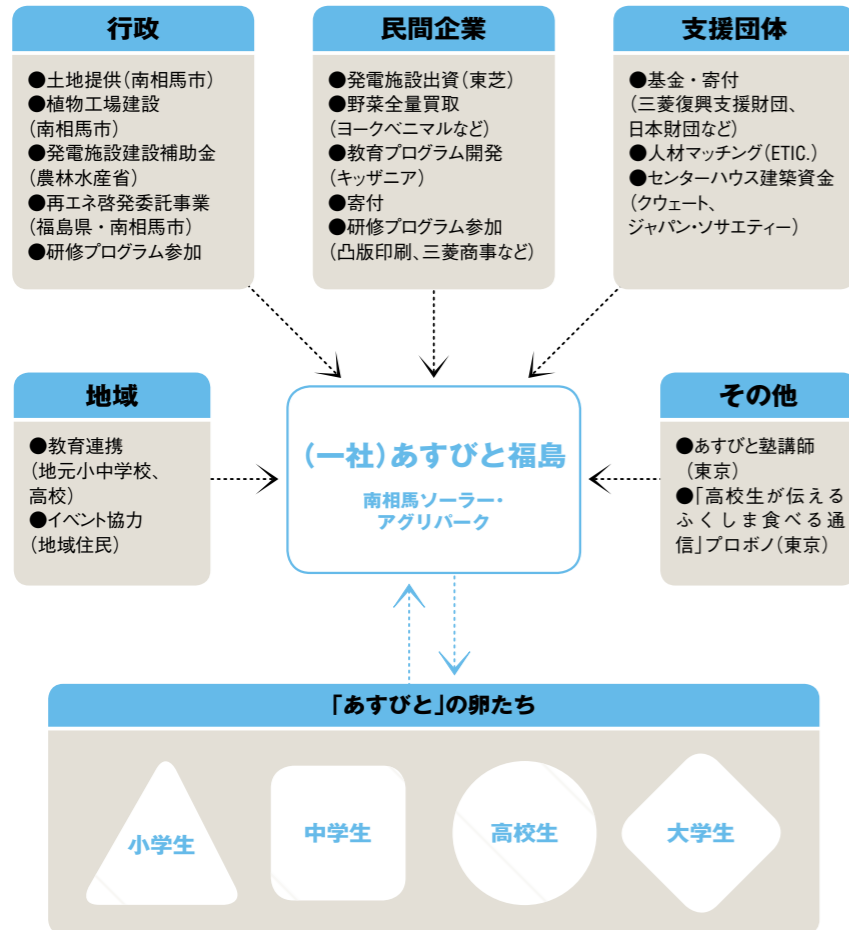 行政
●土地提供(南相馬市)
●植物工場建設
(南相馬市)
●発電施設建設補助金
(農林水産省)
●再エネ啓発委託事業
(福島県・南相馬市)
●研修プログラム参加
民間企業
●発電施設出資(東芝)
●野菜全量買取
(ヨークベニマルなど)
●教育プログラム開発
(キッザニア)
●寄付
●研修プログラム参加
(凸版印刷、三菱商事など)
支援団体
●基金・寄付
(三菱復興支援財団、
日本財団など)
●人材マッチング(ETIC.)
●センターハウス建築資金
(クウェート、
ジャパン・ソサエティー)
地域
●教育連携
(地元小中学校、
高校)
●イベント協力
(地域住民)
(一社)あすびと福島
南相馬ソーラー・
アグリパーク
その他
●あすびと塾講師
(東京)
●「高校生が伝える
ふくしま食べる通
信」プロボノ(東京)
「あすびと」の卵たち
小学生
中学生
高校生
大学生